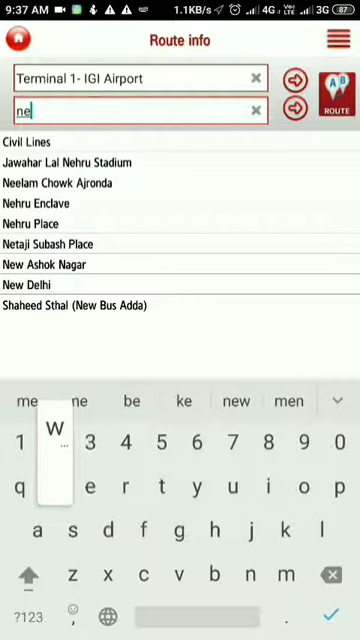 9:37 AM
1.1KB/s
4G
VoLTE
3G
87
Route info
Terminal 1- IGI Airport
ne
A B
ROUTE
Civil Lines
Jawahar Lal Nehru Stadium
Neelam Chowk Ajronda
Nehru Enclave
Nehru Place
Netaji Subash Place
New Ashok Nagar
New Delhi
Shaheed Sthal (New Bus Adda)
me ne be ke new men
W
...
1 3 4 5 6 7 8 9 0
q e r t y u i o p
a s d f g h j k l
z x c v b n m
?123 , .